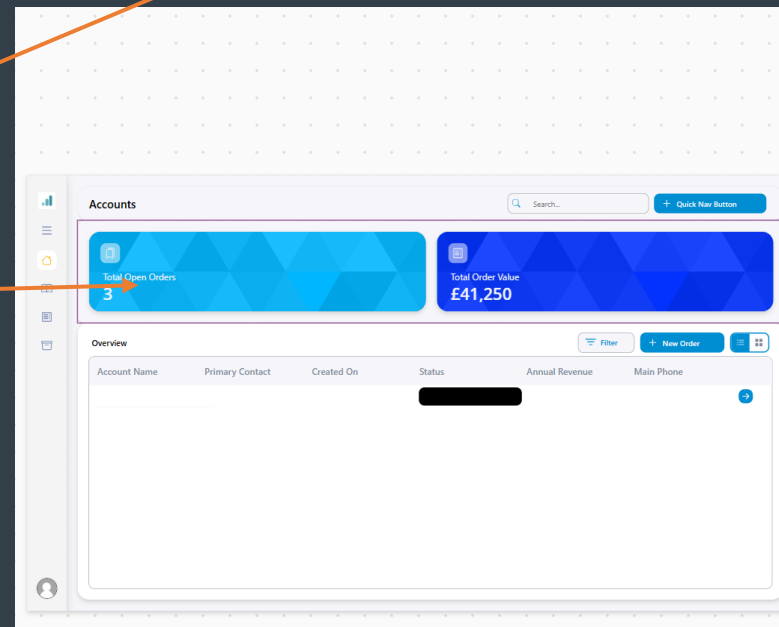 Accounts
Search...
+ Quick Nav Button
Total Open Orders
3
Total Order Value
£41,250
Overview
Filter
+ New Order
Account Name Primary Contact Created On Status Annual Revenue Main Phone